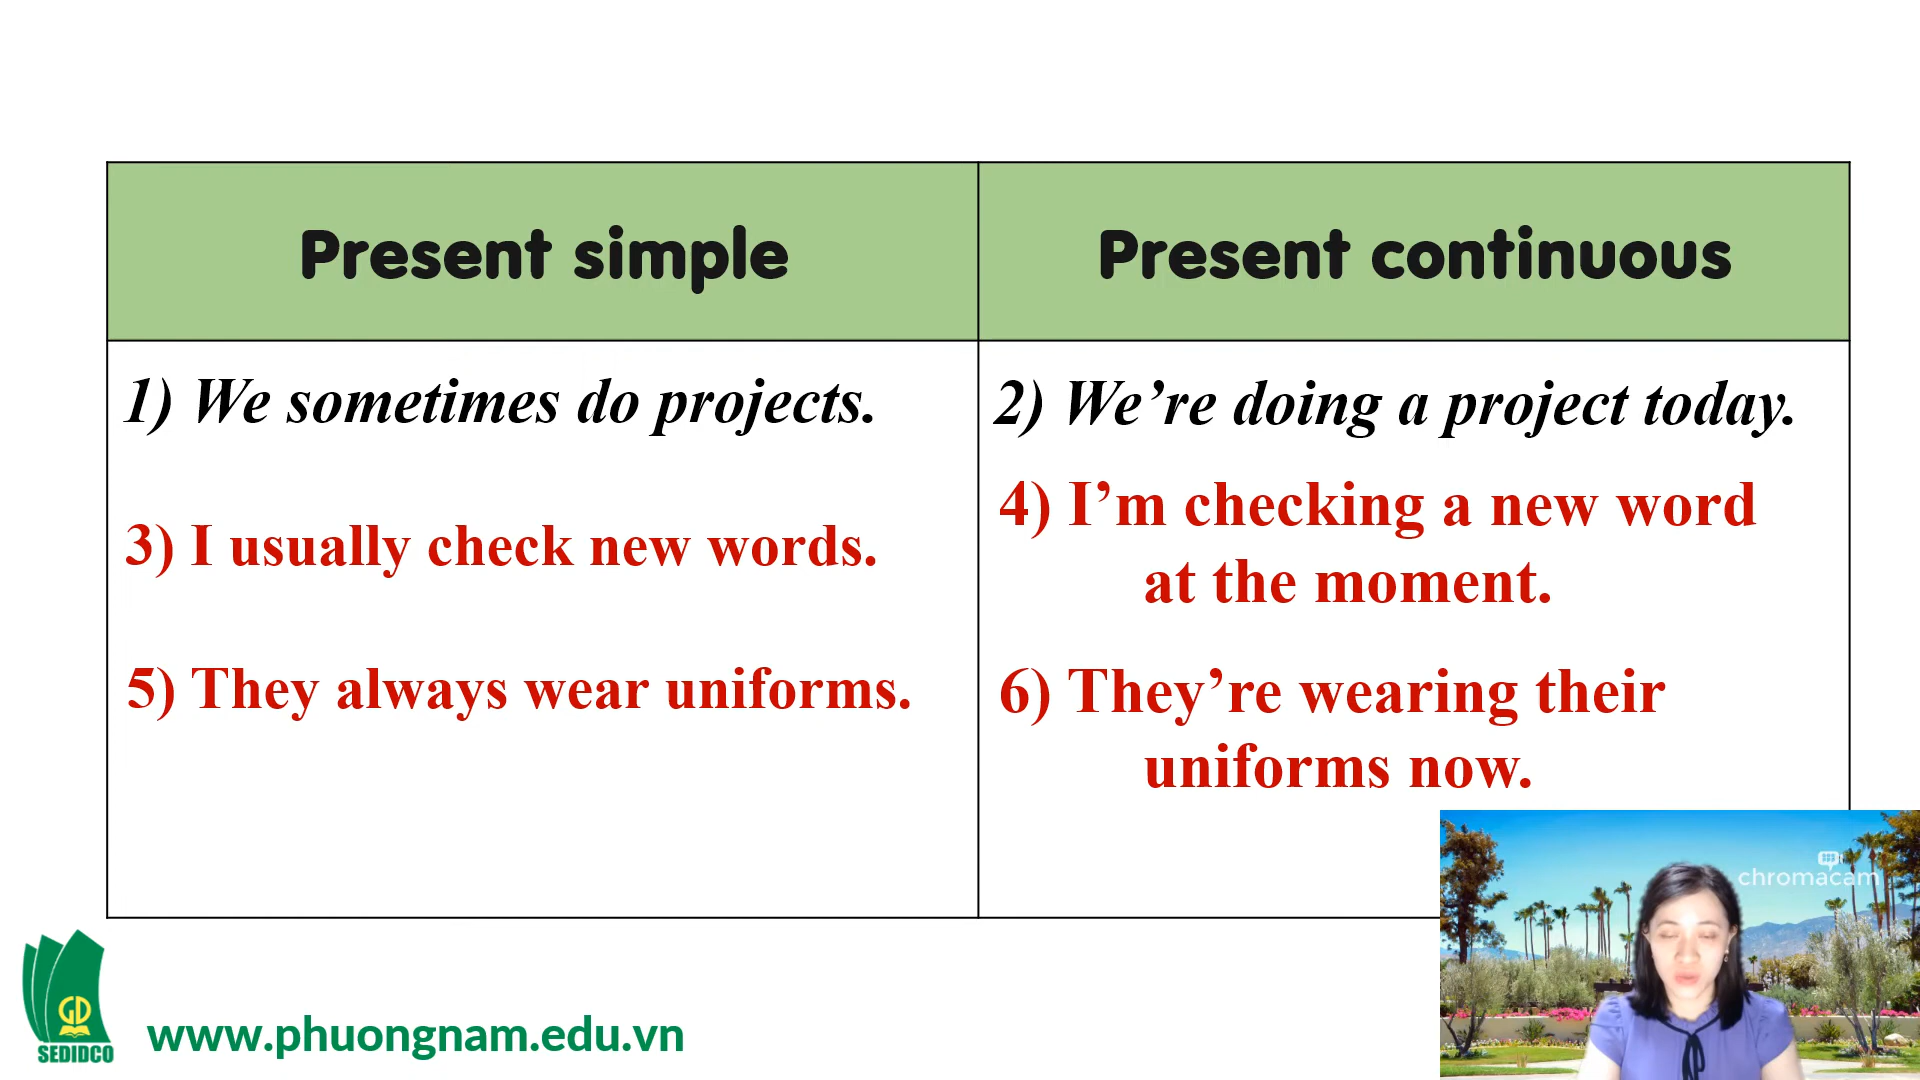 Present simple
Present continuous
1) We sometimes do projects.
2) We’re doing a project today.
3) I usually check new words.
4) I’m checking a new word
at the moment.
5) They always wear uniforms.
6) They’re wearing their
uniforms now.
chromacam
GD
SEDIDCO
www.phuongnam.edu.vn